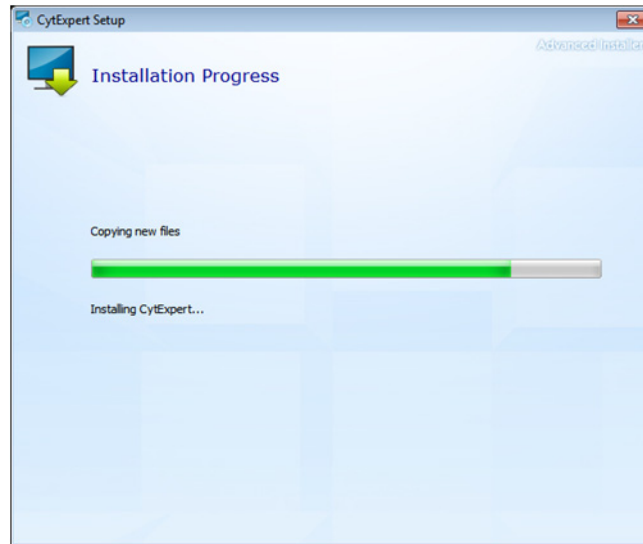 CytExpert Setup
Advanced Installer
Installation Progress
Copying new files
Installing CytExpert...